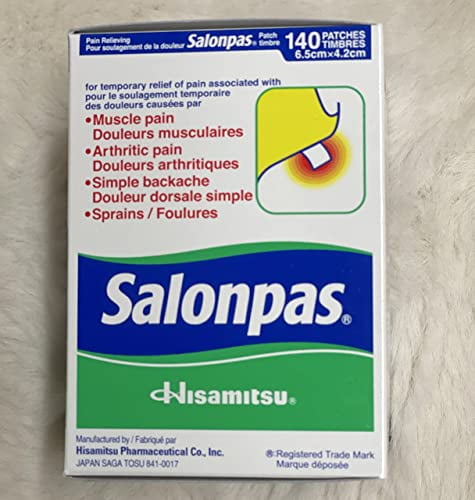 Pain Relieving Patch
Pour soulagement de la douleur Salonpas® timbre
140 PATCHES
TIMBRES
6.5cm×4.2cm
for temporary relief of pain associated with
pour le soulagement temporaire
des douleurs causées par
•Muscle pain
Douleurs musculaires
•Arthritic pain
Douleurs arthritiques
•Simple backache
Douleur dorsale simple
•Sprains / Foulures
Salonpas®
Hisamitsu®
Manufactured by / Fabriqué par
Hisamitsu Pharmaceutical Co., Inc.
JAPAN SAGA TOSU 841-0017
®:Registered Trade Mark
Marque déposée